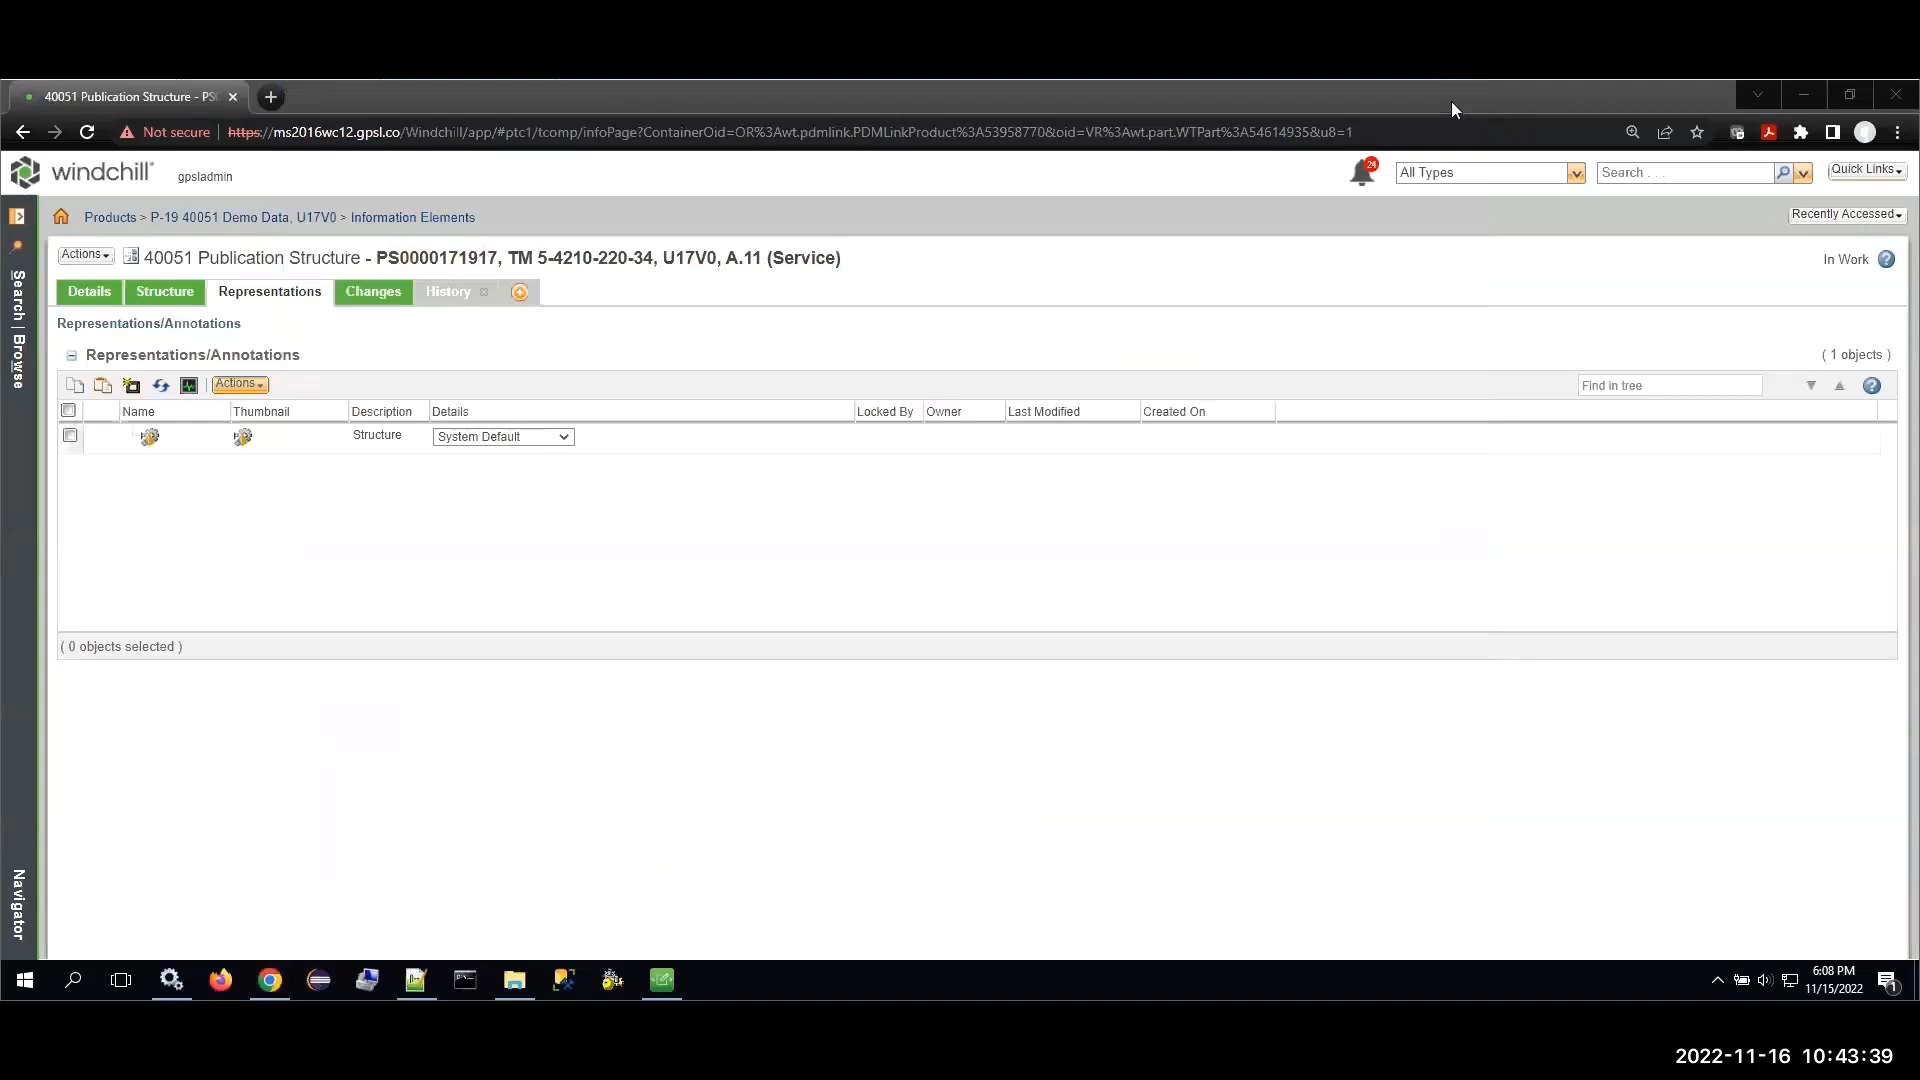 40051 Publication Structure - PS
Not secure
https://ms2016wc12.gpsl.co/Windchill/app/#ptc1/tcomp/infoPage?ContainerOid=OR%3Awt.pdmlink.PDMLinkProduct%3A53958770&oid=VR%3Awt.part.WTPart%3A54614935&u8=1
windchill
gpsladmin
24
All Types
Search . . .
Quick Links
Products > P-19 40051 Demo Data, U17V0 > Information Elements
Recently Accessed
Actions
40051 Publication Structure - PS0000171917, TM 5-4210-220-34, U17V0, A.11 (Service)
In Work
Details
Structure
Representations
Changes
History
Search | Browse
Representations/Annotations
Representations/Annotations
( 1 objects )
Actions
Find in tree
Name
Thumbnail
Description
Details
Locked By
Owner
Last Modified
Created On
Structure
System Default
( 0 objects selected )
Navigator
6:08 PM
11/15/2022
1
2022-11-16 10:43:39